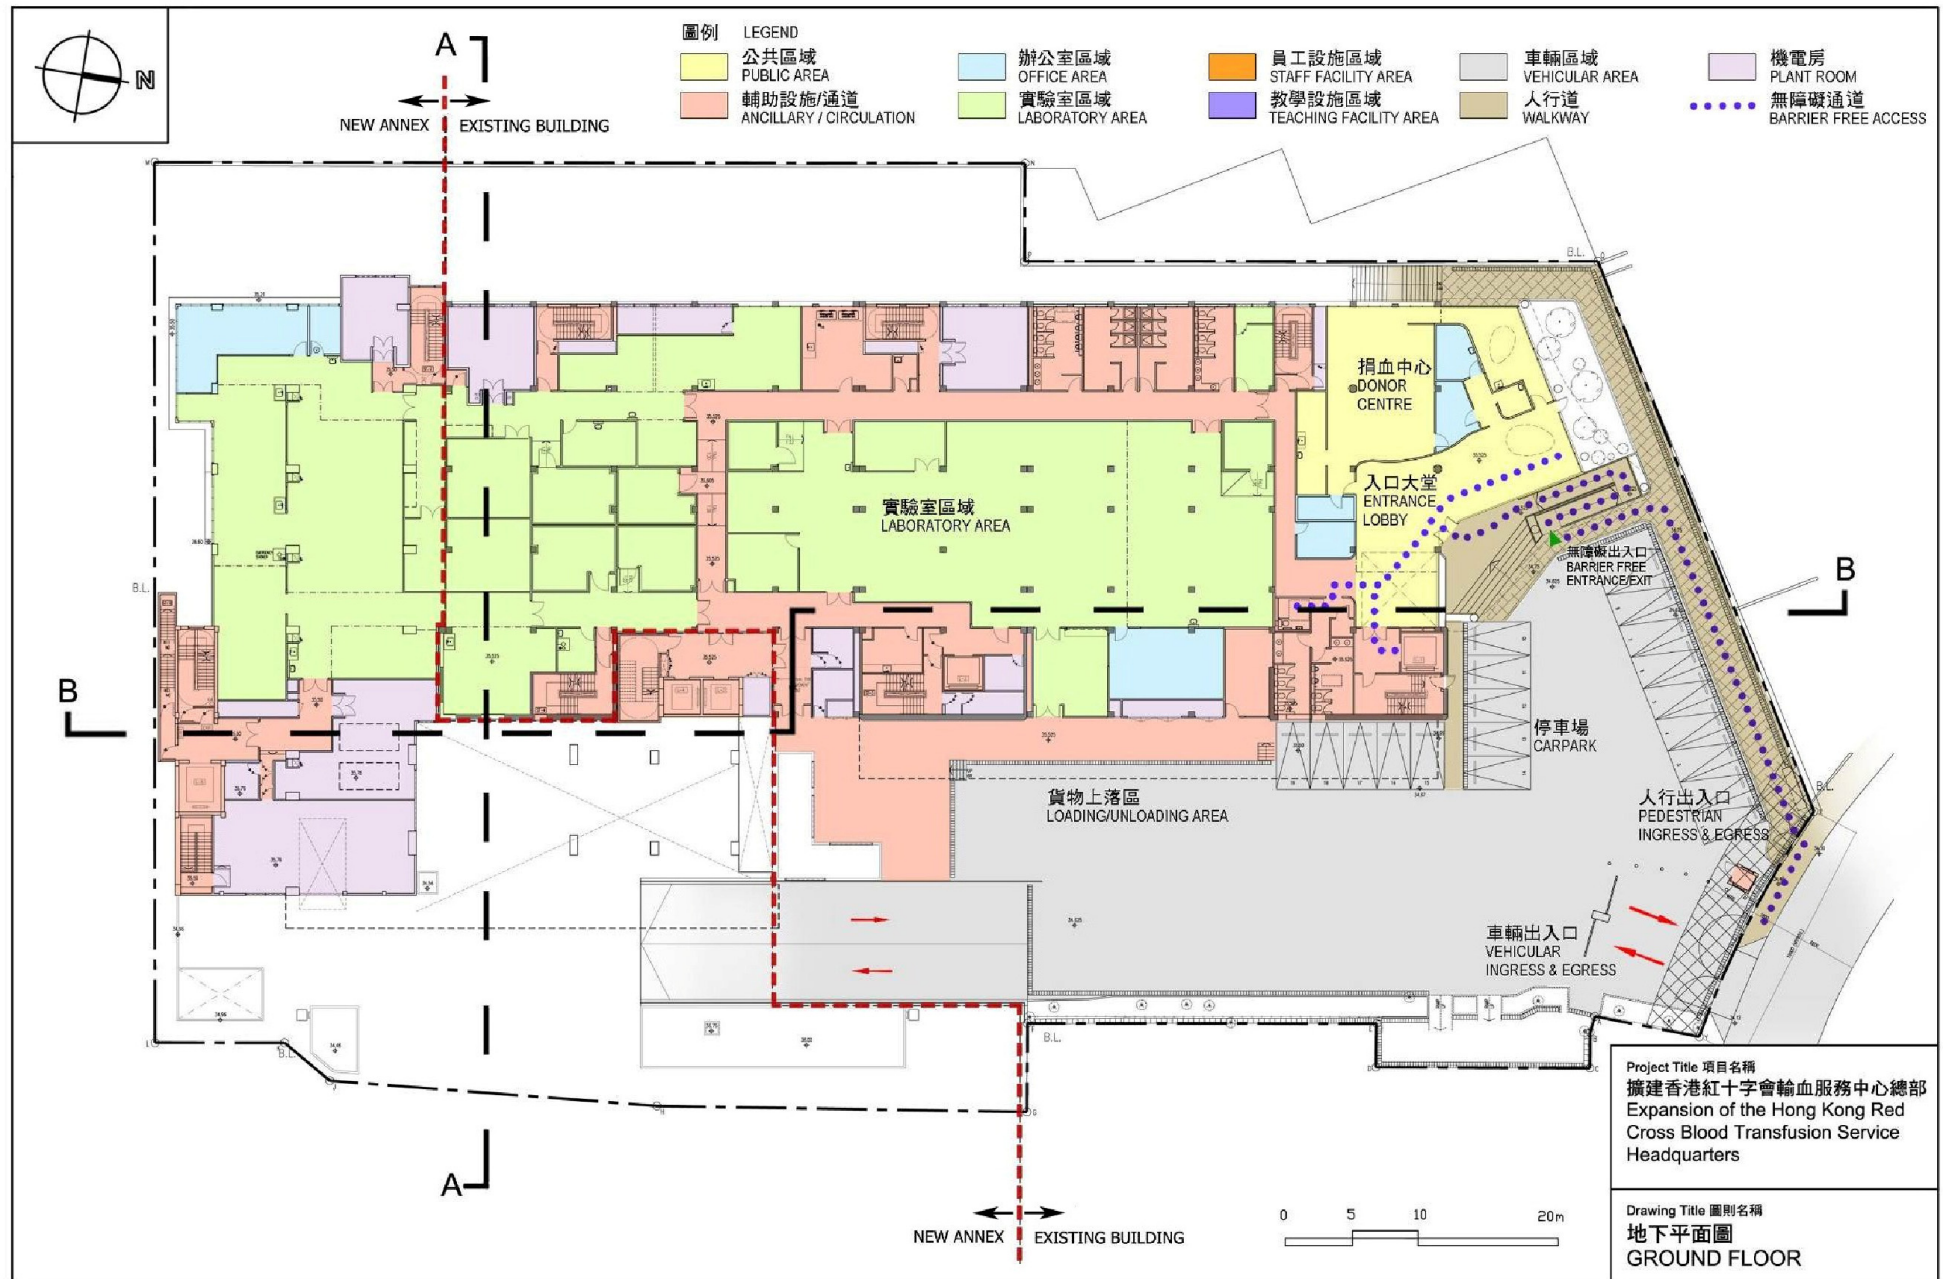 N
A
NEW ANNEX
EXISTING BUILDING
圖例 LEGEND
公共區域
PUBLIC AREA
輔助設施/通道
ANCILLARY / CIRCULATION
辦公室區域
OFFICE AREA
實驗室區域
LABORATORY AREA
員工設施區域
STAFF FACILITY AREA
教學設施區域
TEACHING FACILITY AREA
車輛區域
VEHICULAR AREA
人行道
WALKWAY
機電房
PLANT ROOM
無障礙通道
BARRIER FREE ACCESS
B.L.
捐血中心
DONOR
CENTRE
入口大堂
ENTRANCE
LOBBY
實驗室區域
LABORATORY AREA
無障礙出入口
BARRIER FREE
ENTRANCE/EXIT
B.L.
B
B
停車場
CARPARK
貨物上落區
LOADING/UNLOADING AREA
人行出入口
PEDESTRIAN
INGRESS & EGRESS
B.L.
車輛出入口
VEHICULAR
INGRESS & EGRESS
B.L.
B.L.
A
NEW ANNEX
EXISTING BUILDING
0 5 10 20m
Project Title 項目名稱
擴建香港紅十字會輸血服務中心總部
Expansion of the Hong Kong Red
Cross Blood Transfusion Service
Headquarters
Drawing Title 圖則名稱
地下平面圖
GROUND FLOOR